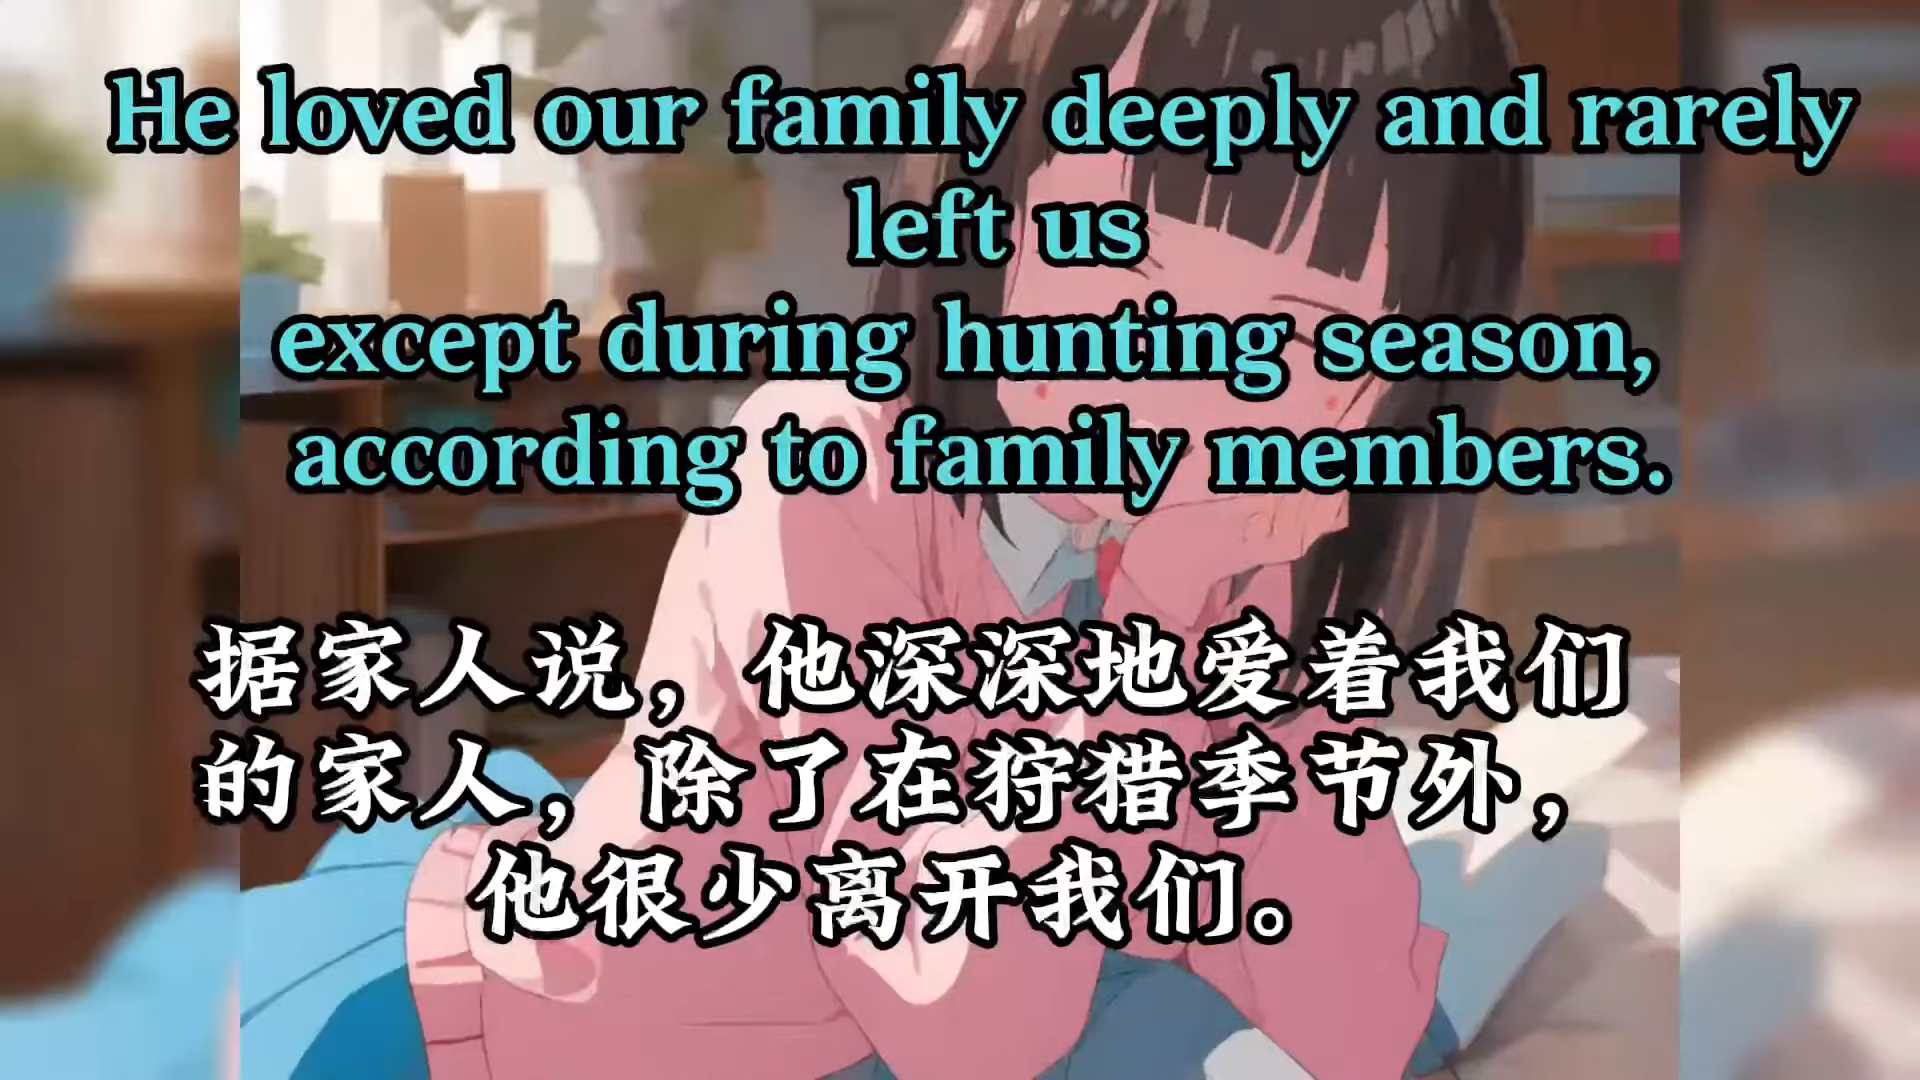 He loved our family deeply and rarely
left us
except during hunting season,
according to family members.
据家人说，他深深地爱着我们
的家人，除了在狩猎季节外，
他很少离开我们。